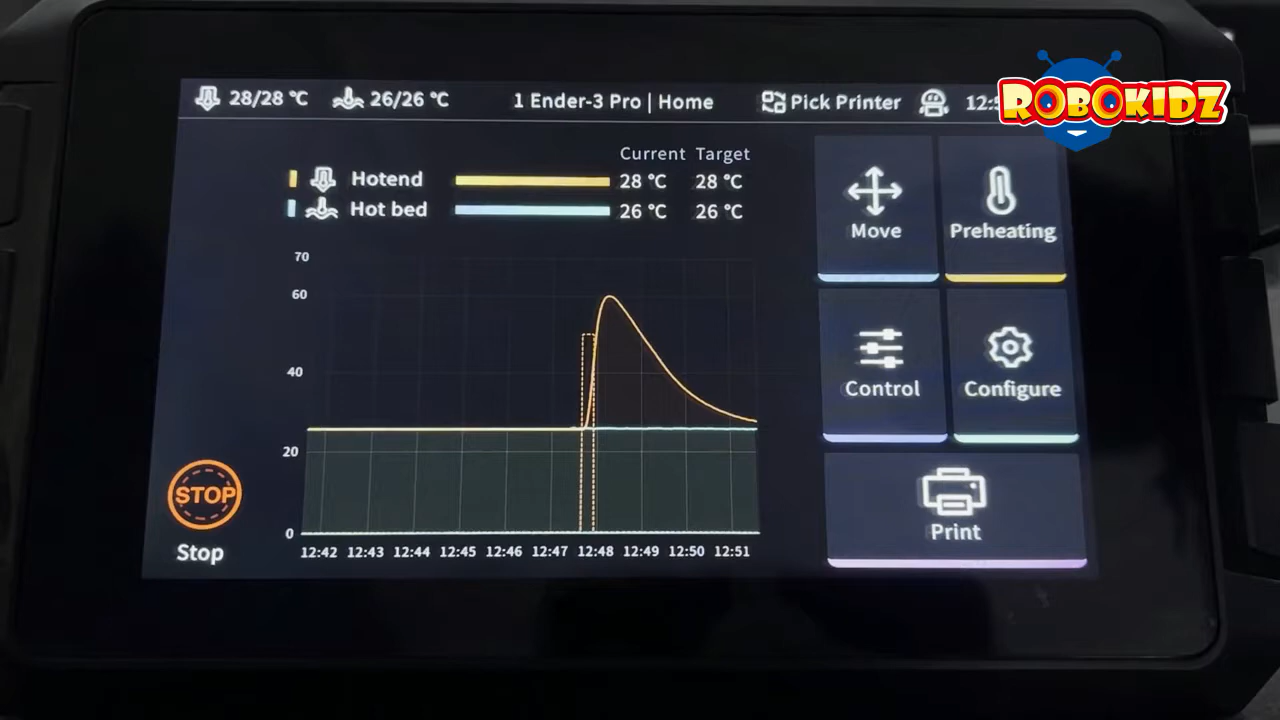 28/28 °C 26/26 °C 1 Ender-3 Pro | Home Pick Printer 12:
ROBOKIDZ
Current Target
Hotend 28 °C 28 °C
Hot bed 26 °C 26 °C
70
60
40
20
0
12:42 12:43 12:44 12:45 12:46 12:47 12:48 12:49 12:50 12:51
STOP
Stop
Move
Preheating
Control
Configure
Print